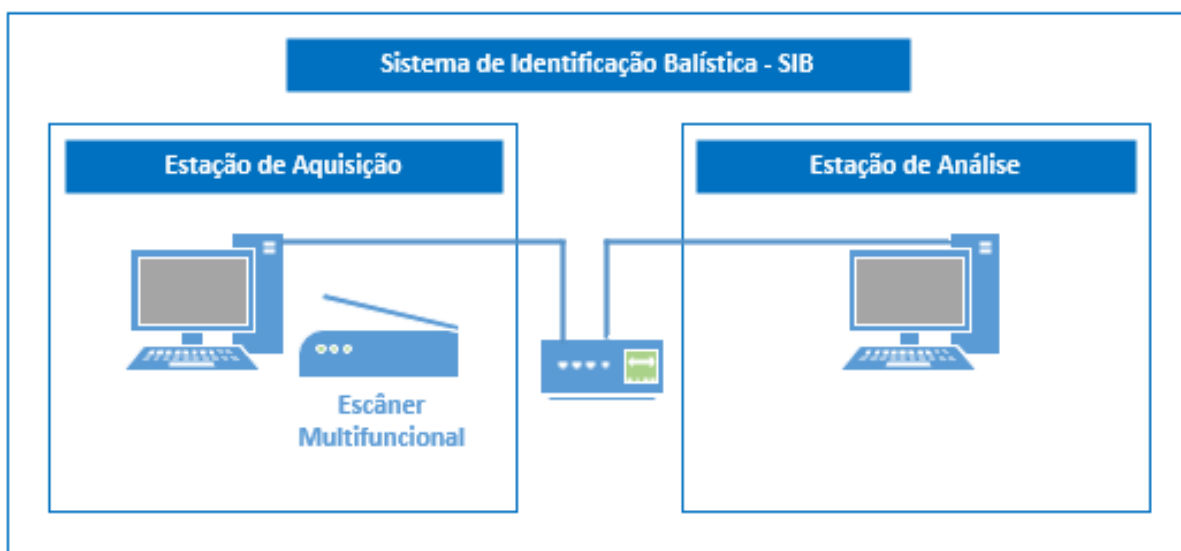 Sistema de Identificação Balística - SIB
Estação de Aquisição
Estação de Análise
Escâner
Multifuncional